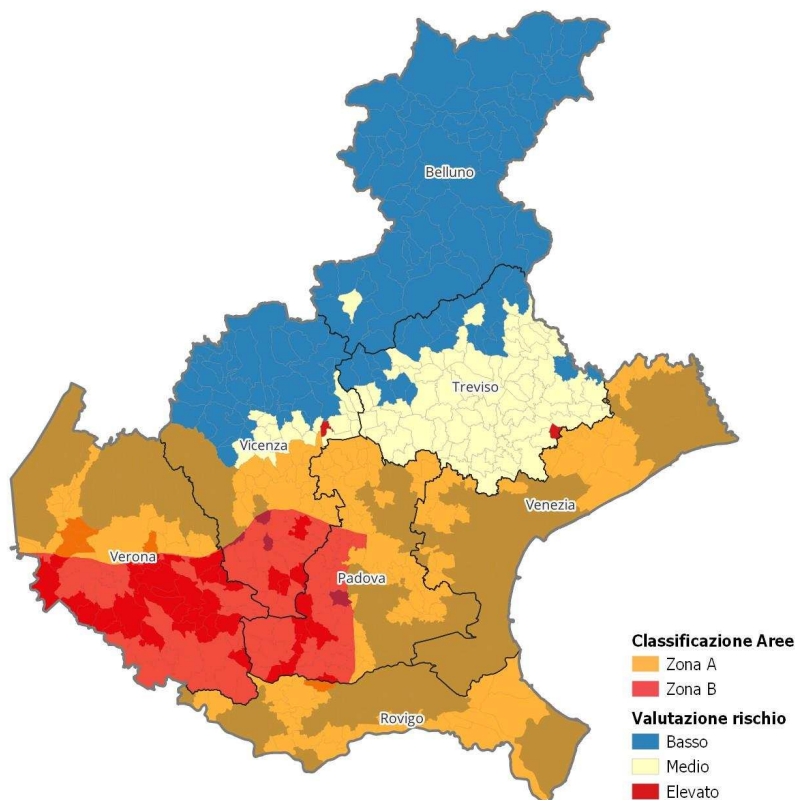 Belluno
Treviso
Vicenza
Venezia
Verona
Padova
Rovigo
Classificazione Aree
Zona A
Zona B
Valutazione rischio
Basso
Medio
Elevato